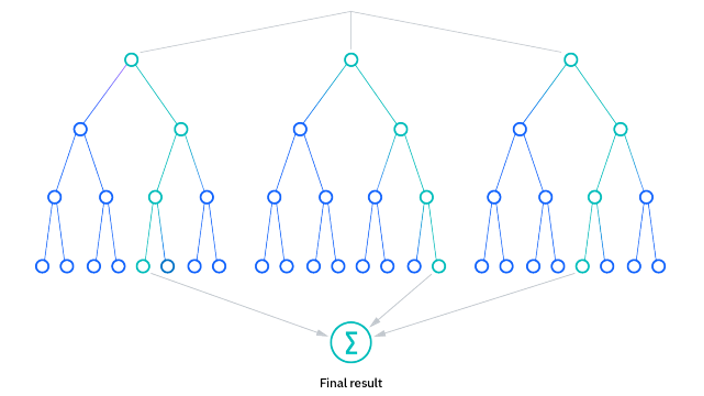 Σ
Final result